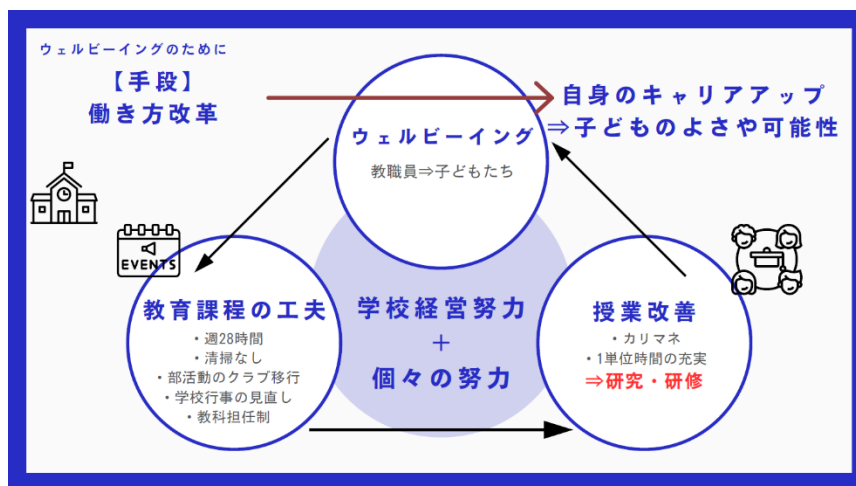 ウェルビーイングのために
【手段】
働き方改革
自身のキャリアアップ
⇒子どものよさや可能性
ウェルビーイング
教職員⇒子どもたち
EVENTS
教育課程の工夫
・週28時間
・清掃なし
・部活動のクラブ移行
・学校行事の見直し
・教科担任制
学校経営努力
+
個々の努力
授業改善
・カリマネ
・1単位時間の充実
⇒研究・研修